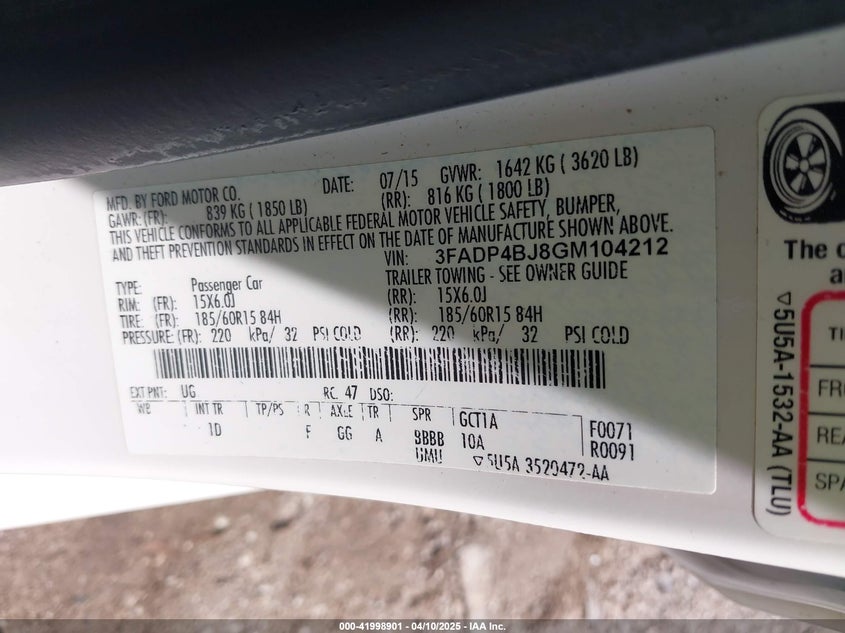 MFD. BY FORD MOTOR CO. DATE: 07/15 GVWR: 1642 KG ( 3620 LB)
GAWR: (FR): 839 KG ( 1850 LB) (RR): 816 KG ( 1800 LB)
THIS VEHICLE CONFORMS TO ALL APPLICABLE FEDERAL MOTOR VEHICLE SAFETY, BUMPER,
AND THEFT PREVENTION STANDARDS IN EFFECT ON THE DATE OF MANUFACTURE SHOWN ABOVE.
VIN: 3FADP4BJ8GM104212
TYPE: Passenger Car TRAILER TOWING - SEE OWNER GUIDE
RIM: (FR): 15X6.0J (RR): 15X6.0J
TIRE: (FR): 185/60R15 84H (RR): 185/60R15 84H
PRESSURE: (FR): 220 kPa/ 32 PSI COLD (RR): 220 kPa/ 32 PSI COLD
EXT PNT: UG RC: 47 DSO:
WB INT TR TP/PS R AXLE TR SPR GCT1A F0071
1D F GG A BBBB 10A R0091
▽5U5A 3520472-AA
The
▽5U5A-1532-AA (TLU)
000-41998901 - 04/10/2025 - IAA Inc.